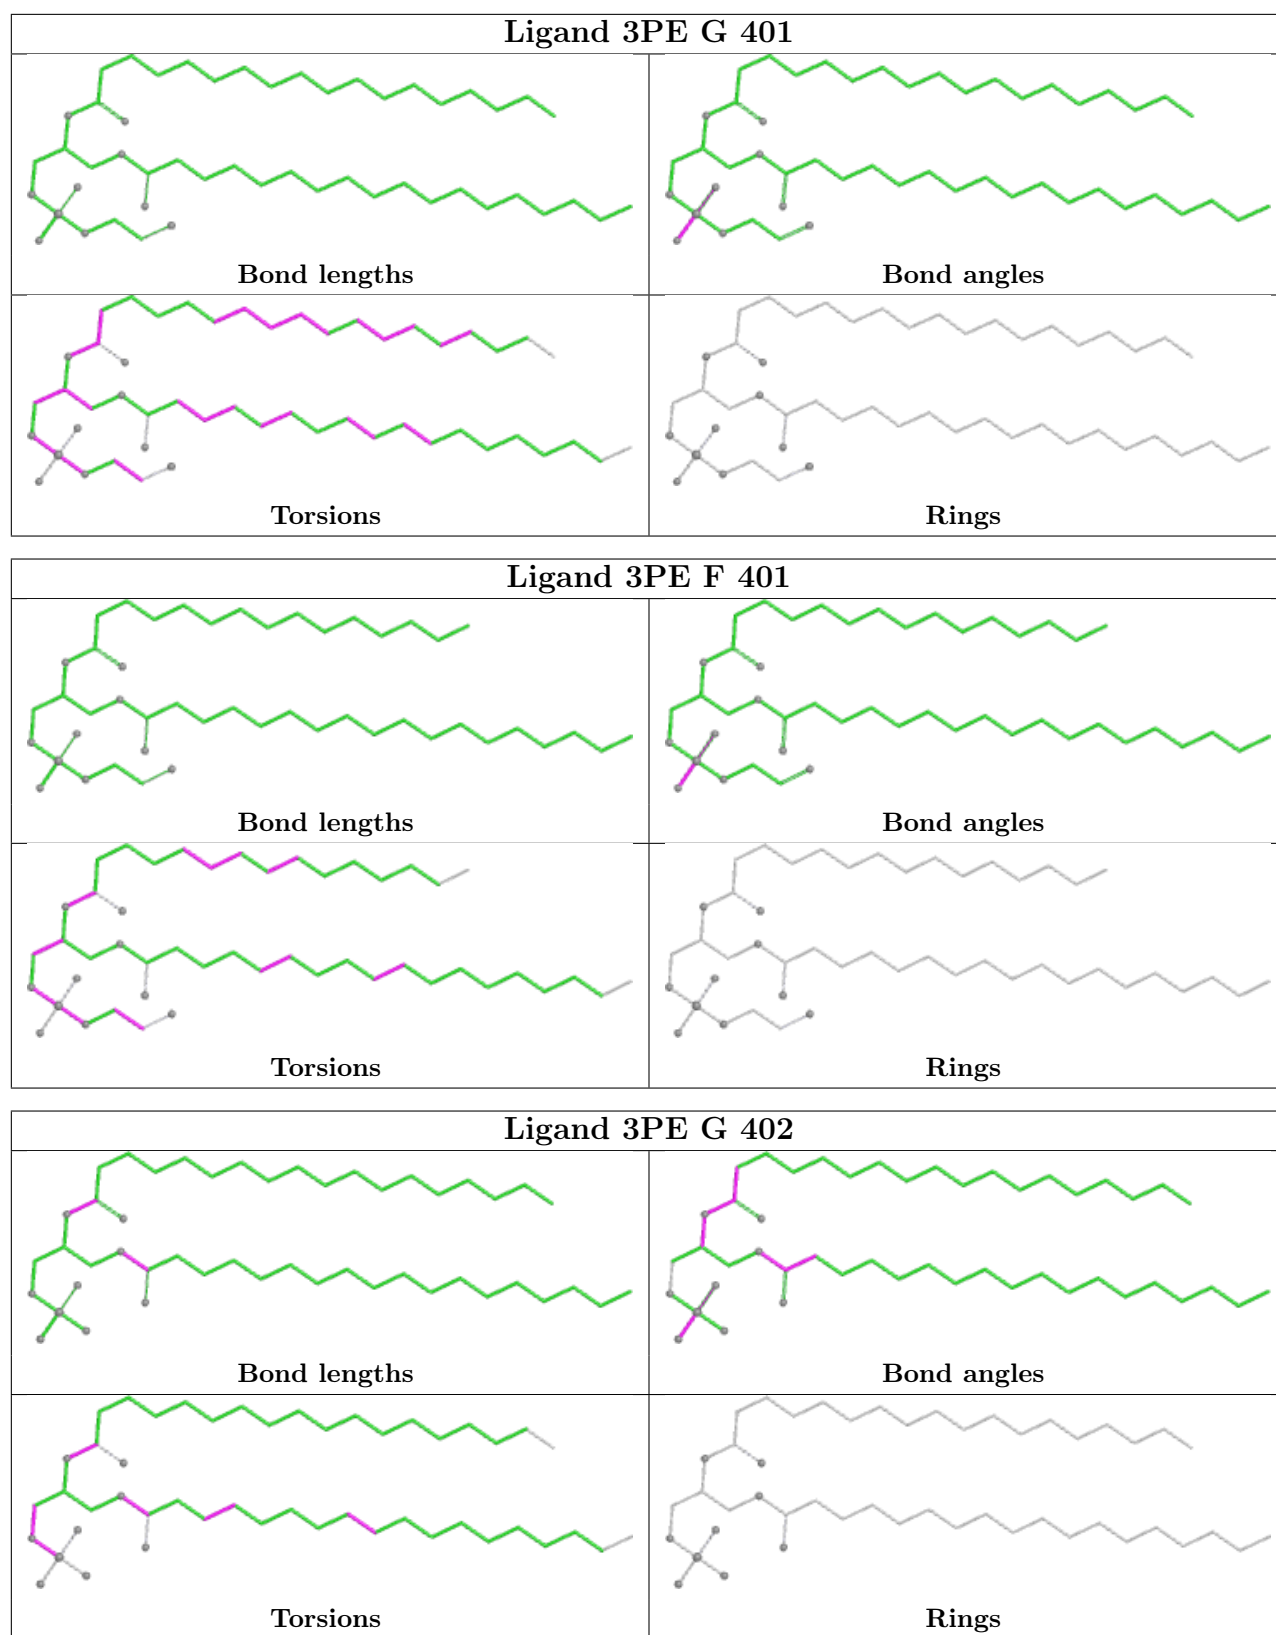 Ligand 3PE G 401
Bond lengths
Bond angles
Torsions
Rings
Ligand 3PE F 401
Bond lengths
Bond angles
Torsions
Rings
Ligand 3PE G 402
Bond lengths
Bond angles
Torsions
Rings